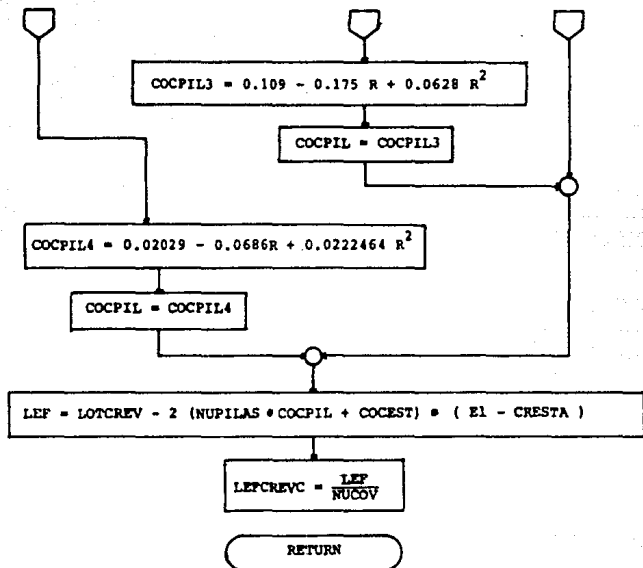 COCPIL3 = 0.109 - 0.175 R + 0.0628 R²
COCPIL = COCPIL3
COCPIL4 = 0.02029 - 0.0686R + 0.0222464 R²
COCPIL = COCPIL4
LEF = LOTCREV - 2 (NUPILAS * COCPIL + COCEST) * ( E1 - CRESTA )
LEFCREVC = LEF / NUCOV
RETURN